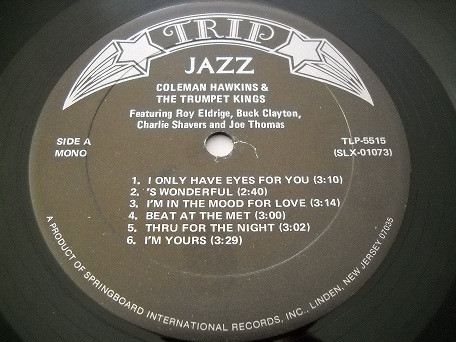 TRIP
JAZZ
COLEMAN HAWKINS &
THE TRUMPET KINGS
Featuring Roy Eldrige, Buck Clayton,
Charlie Shavers and Joe Thomas
SIDE A
MONO
TLP-5515
(SLX-01073)
1. I ONLY HAVE EYES FOR YOU (3:10)
2. 'S WONDERFUL (2:40)
3. I'M IN THE MOOD FOR LOVE (3:14)
4. BEAT AT THE MET (3:00)
5. THRU FOR THE NIGHT (3:02)
6. I'M YOURS (3:29)
A PRODUCT OF SPRINGBOARD INTERNATIONAL RECORDS, INC., LINDEN, NEW JERSEY 07035